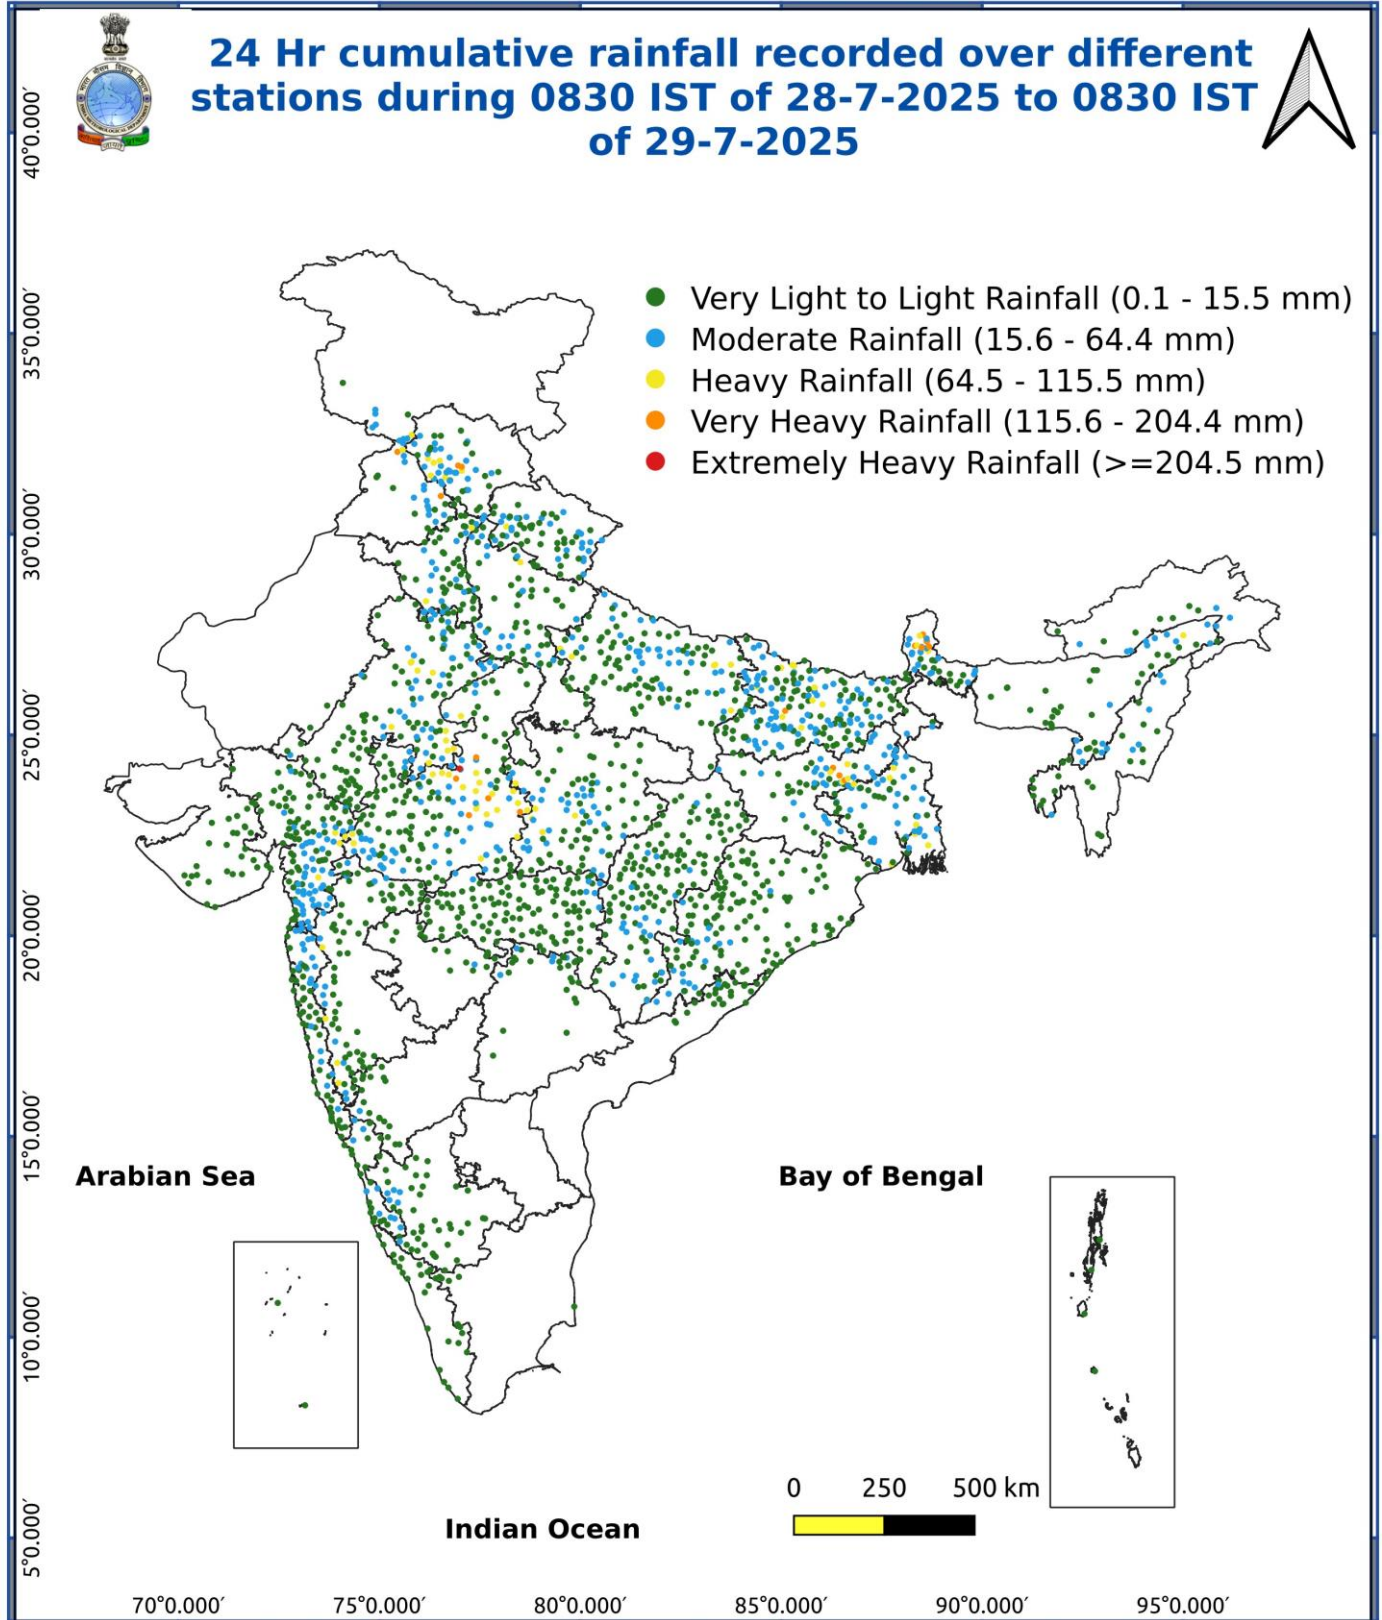 24 Hr cumulative rainfall recorded over different
stations during 0830 IST of 28-7-2025 to 0830 IST
of 29-7-2025
Very Light to Light Rainfall (0.1 - 15.5 mm)
Moderate Rainfall (15.6 - 64.4 mm)
Heavy Rainfall (64.5 - 115.5 mm)
Very Heavy Rainfall (115.6 - 204.4 mm)
Extremely Heavy Rainfall (>=204.5 mm)
40°0.000′
35°0.000′
30°0.000′
25°0.000′
20°0.000′
15°0.000′
10°0.000′
5°0.000′
Arabian Sea
Bay of Bengal
Indian Ocean
0 250 500 km
70°0.000′ 75°0.000′ 80°0.000′ 85°0.000′ 90°0.000′ 95°0.000′